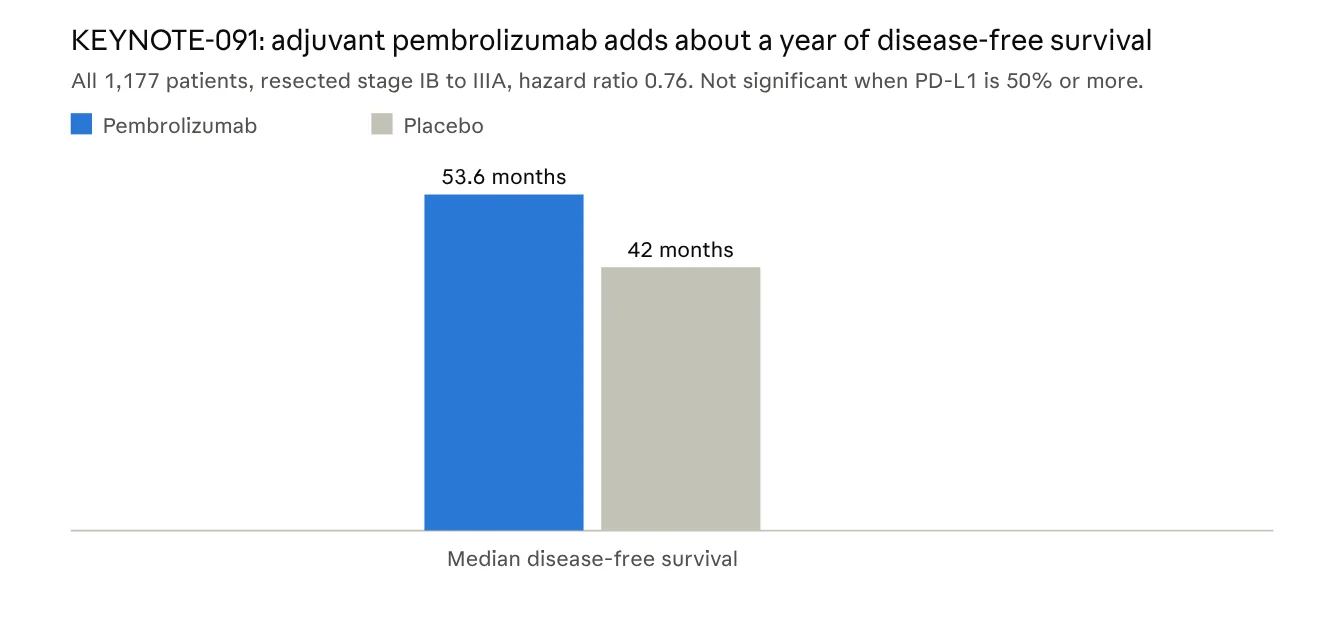 KEYNOTE-091: adjuvant pembrolizumab adds about a year of disease-free survival
All 1,177 patients, resected stage IB to IIIA, hazard ratio 0.76. Not significant when PD-L1 is 50% or more.
Pembrolizumab
Placebo
53.6 months
42 months
Median disease-free survival